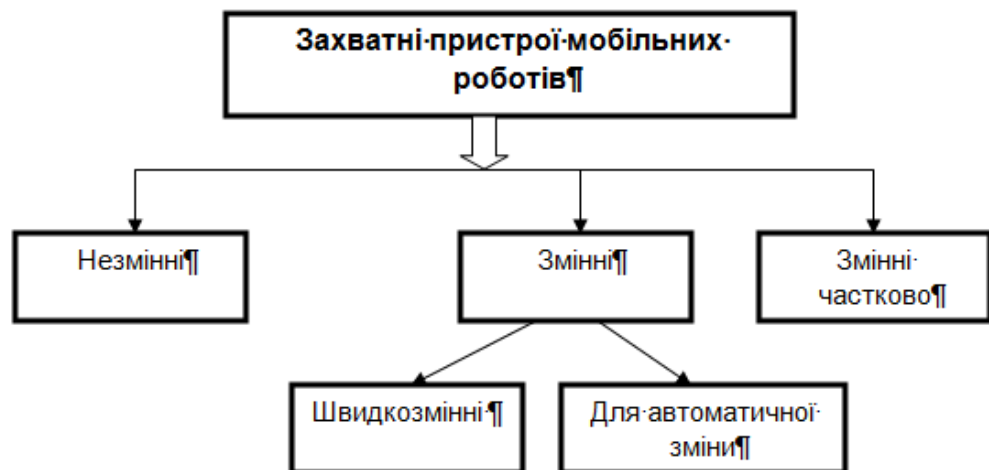 Захватні·пристрої·мобільних·
роботів¶
Незмінні¶
Змінні¶
Змінні·
частково¶
Швидкозмінні·¶
Для·автоматичної·
зміни¶